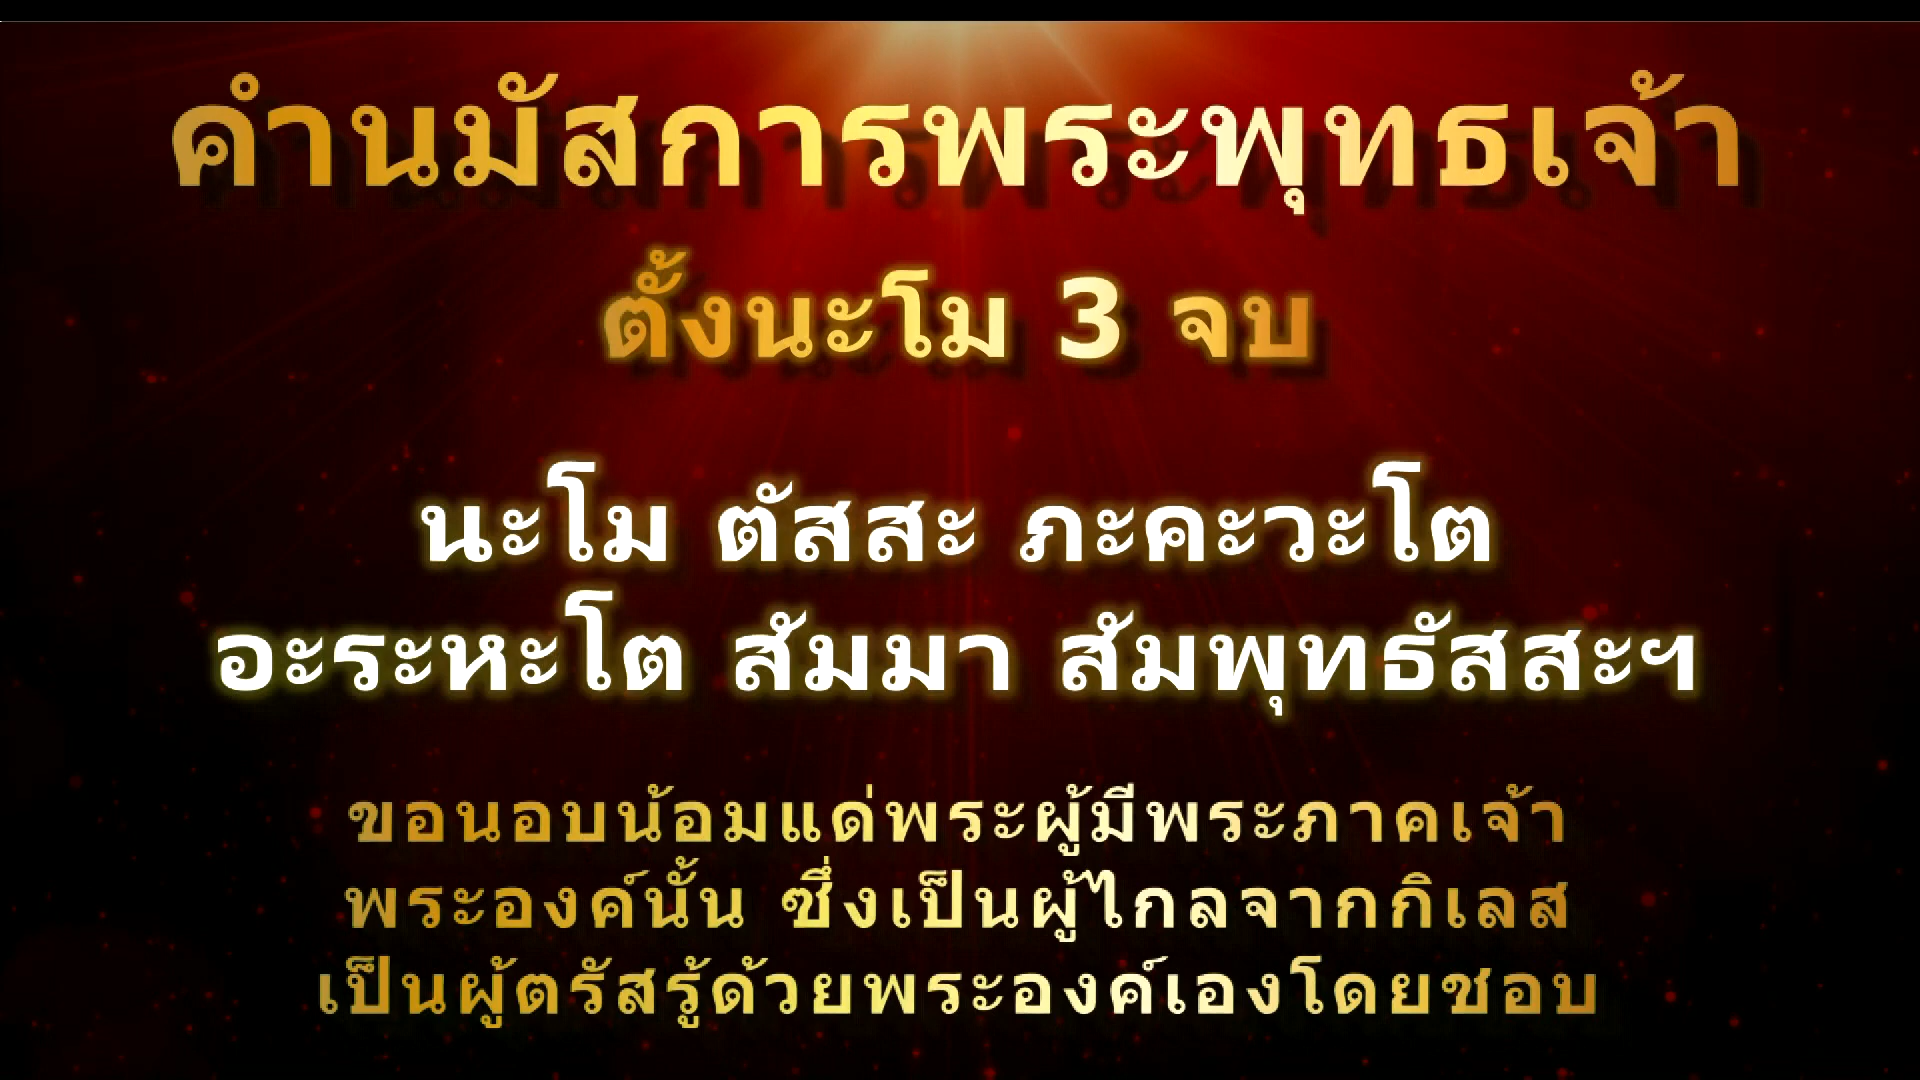 คำนมัสการพระพุทธเจ้า
ตั้งนะโม 3 จบ
นะโม ตัสสะ ภะคะวะโต
อะระหะโต สัมมา สัมพุทธัสสะฯ
ขอนอบน้อมแด่พระผู้มีพระภาคเจ้า
พระองค์นั้น ซึ่งเป็นผู้ไกลจากกิเลส
เป็นผู้ตรัสรู้ด้วยพระองค์เองโดยชอบ